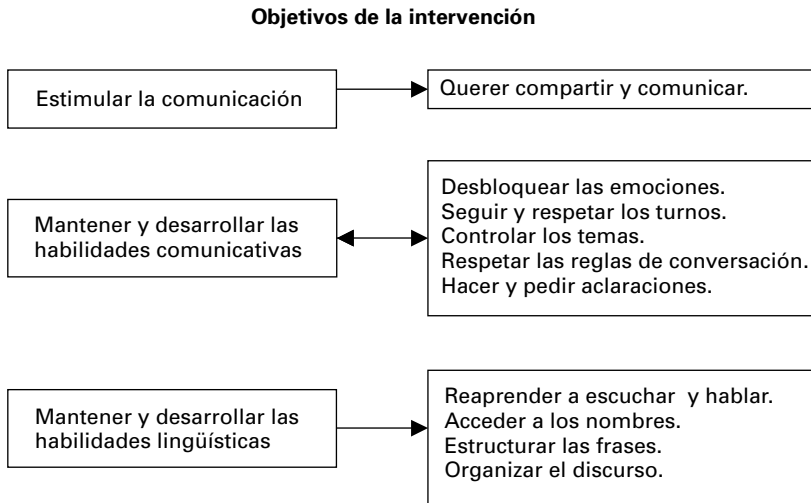 Objetivos de la intervención
Estimular la comunicación
Querer compartir y comunicar.
Mantener y desarrollar las
habilidades comunicativas
Desbloquear las emociones.
Seguir y respetar los turnos.
Controlar los temas.
Respetar las reglas de conversación.
Hacer y pedir aclaraciones.
Mantener y desarrollar las
habilidades lingüísticas
Reaprender a escuchar y hablar.
Acceder a los nombres.
Estructurar las frases.
Organizar el discurso.